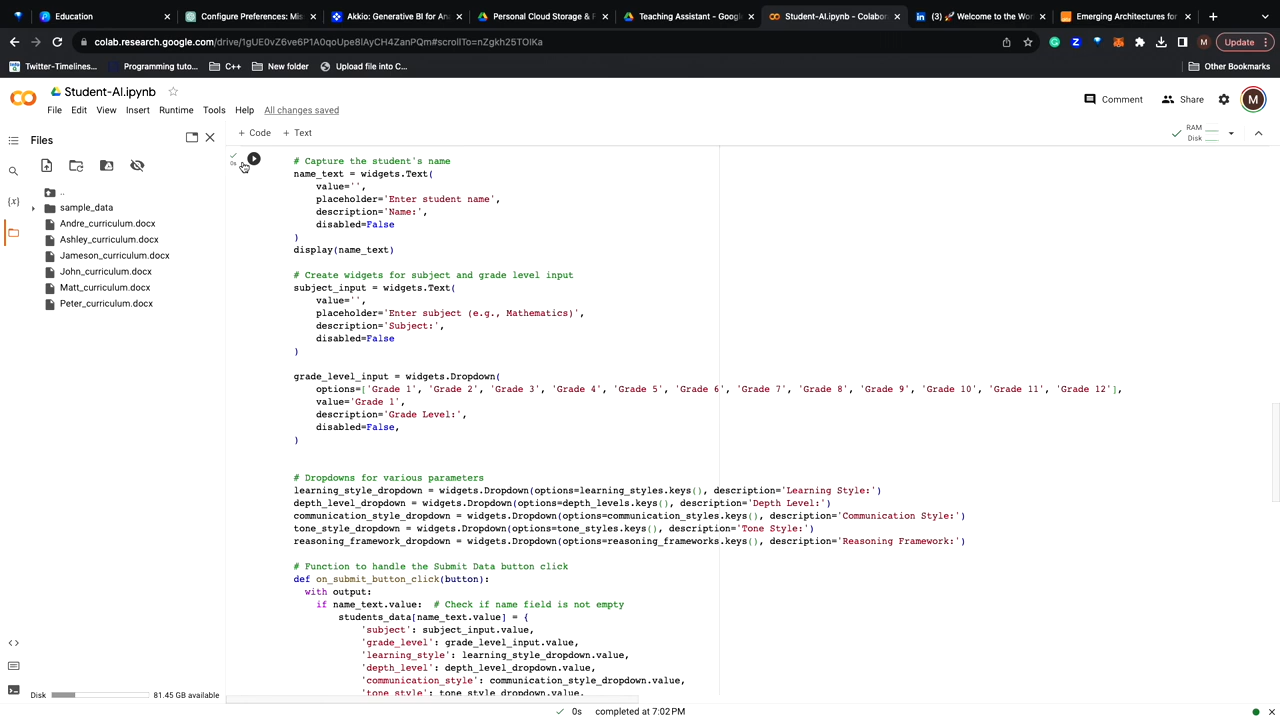 Education
Configure Preferences: Mis
Akkio: Generative BI for An
Personal Cloud Storage & F
Teaching Assistant - Google
Student-AI.ipynb - Colabora
(3) 🚀 Welcome to the Wor
Emerging Architectures for
colab.research.google.com/drive/1gUE0vZ6ve6P1A0qoUpe8IAyCH4ZanPQm#scrollTo=nZgkh25TOIKa
Update
Twitter-Timelines...
Programming tuto...
C++
New folder
Upload file into C...
Other Bookmarks
Student-AI.ipynb
File Edit View Insert Runtime Tools Help All changes saved
Comment
Share
M
Files
+ Code + Text
RAM
Disk
..
sample_data
Andre_curriculum.docx
Ashley_curriculum.docx
Jameson_curriculum.docx
John_curriculum.docx
Matt_curriculum.docx
Peter_curriculum.docx
0s
# Capture the student's name
name_text = widgets.Text(
value='',
placeholder='Enter student name',
description='Name:',
disabled=False
)
display(name_text)
# Create widgets for subject and grade level input
subject_input = widgets.Text(
value='',
placeholder='Enter subject (e.g., Mathematics)',
description='Subject:',
disabled=False
)
grade_level_input = widgets.Dropdown(
options=['Grade 1', 'Grade 2', 'Grade 3', 'Grade 4', 'Grade 5', 'Grade 6', 'Grade 7', 'Grade 8', 'Grade 9', 'Grade 10', 'Grade 11', 'Grade 12'],
value='Grade 1',
description='Grade Level:',
disabled=False,
)
# Dropdowns for various parameters
learning_style_dropdown = widgets.Dropdown(options=learning_styles.keys(), description='Learning Style:')
depth_level_dropdown = widgets.Dropdown(options=depth_levels.keys(), description='Depth Level:')
communication_style_dropdown = widgets.Dropdown(options=communication_styles.keys(), description='Communication Style:')
tone_style_dropdown = widgets.Dropdown(options=tone_styles.keys(), description='Tone Style:')
reasoning_framework_dropdown = widgets.Dropdown(options=reasoning_frameworks.keys(), description='Reasoning Framework:')
# Function to handle the Submit Data button click
def on_submit_button_click(button):
with output:
if name_text.value: # Check if name field is not empty
students_data[name_text.value] = {
'subject': subject_input.value,
'grade_level': grade_level_input.value,
'learning_style': learning_style_dropdown.value,
'depth_level': depth_level_dropdown.value,
'communication_style': communication_style_dropdown.value,
'tone_style': tone_style_dropdown.value,
Disk
81.45 GB available
0s completed at 7:02 PM